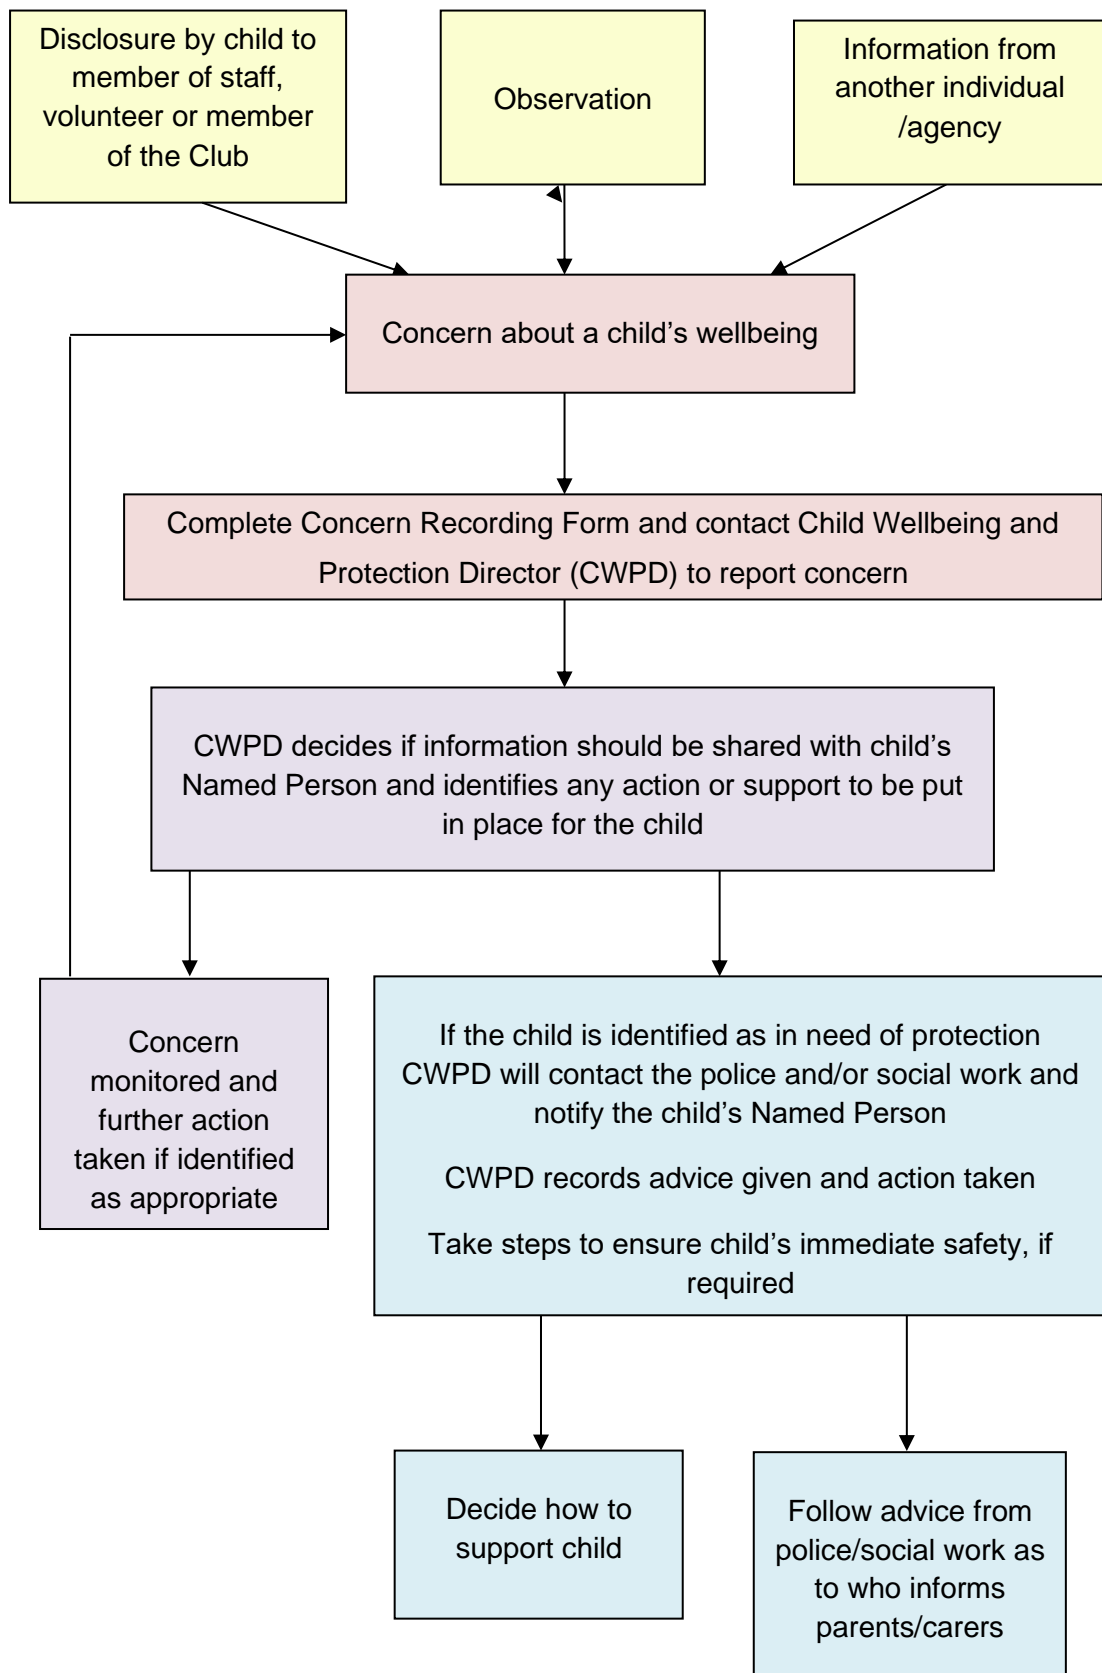 Disclosure by child to
member of staff,
volunteer or member
of the Club
Observation
Information from
another individual
/agency
Concern about a child’s wellbeing
Complete Concern Recording Form and contact Child Wellbeing and
Protection Director (CWPD) to report concern
CWPD decides if information should be shared with child’s
Named Person and identifies any action or support to be put
in place for the child
Concern
monitored and
further action
taken if identified
as appropriate
If the child is identified as in need of protection
CWPD will contact the police and/or social work and
notify the child’s Named Person
CWPD records advice given and action taken
Take steps to ensure child’s immediate safety, if
required
Decide how to
support child
Follow advice from
police/social work as
to who informs
parents/carers